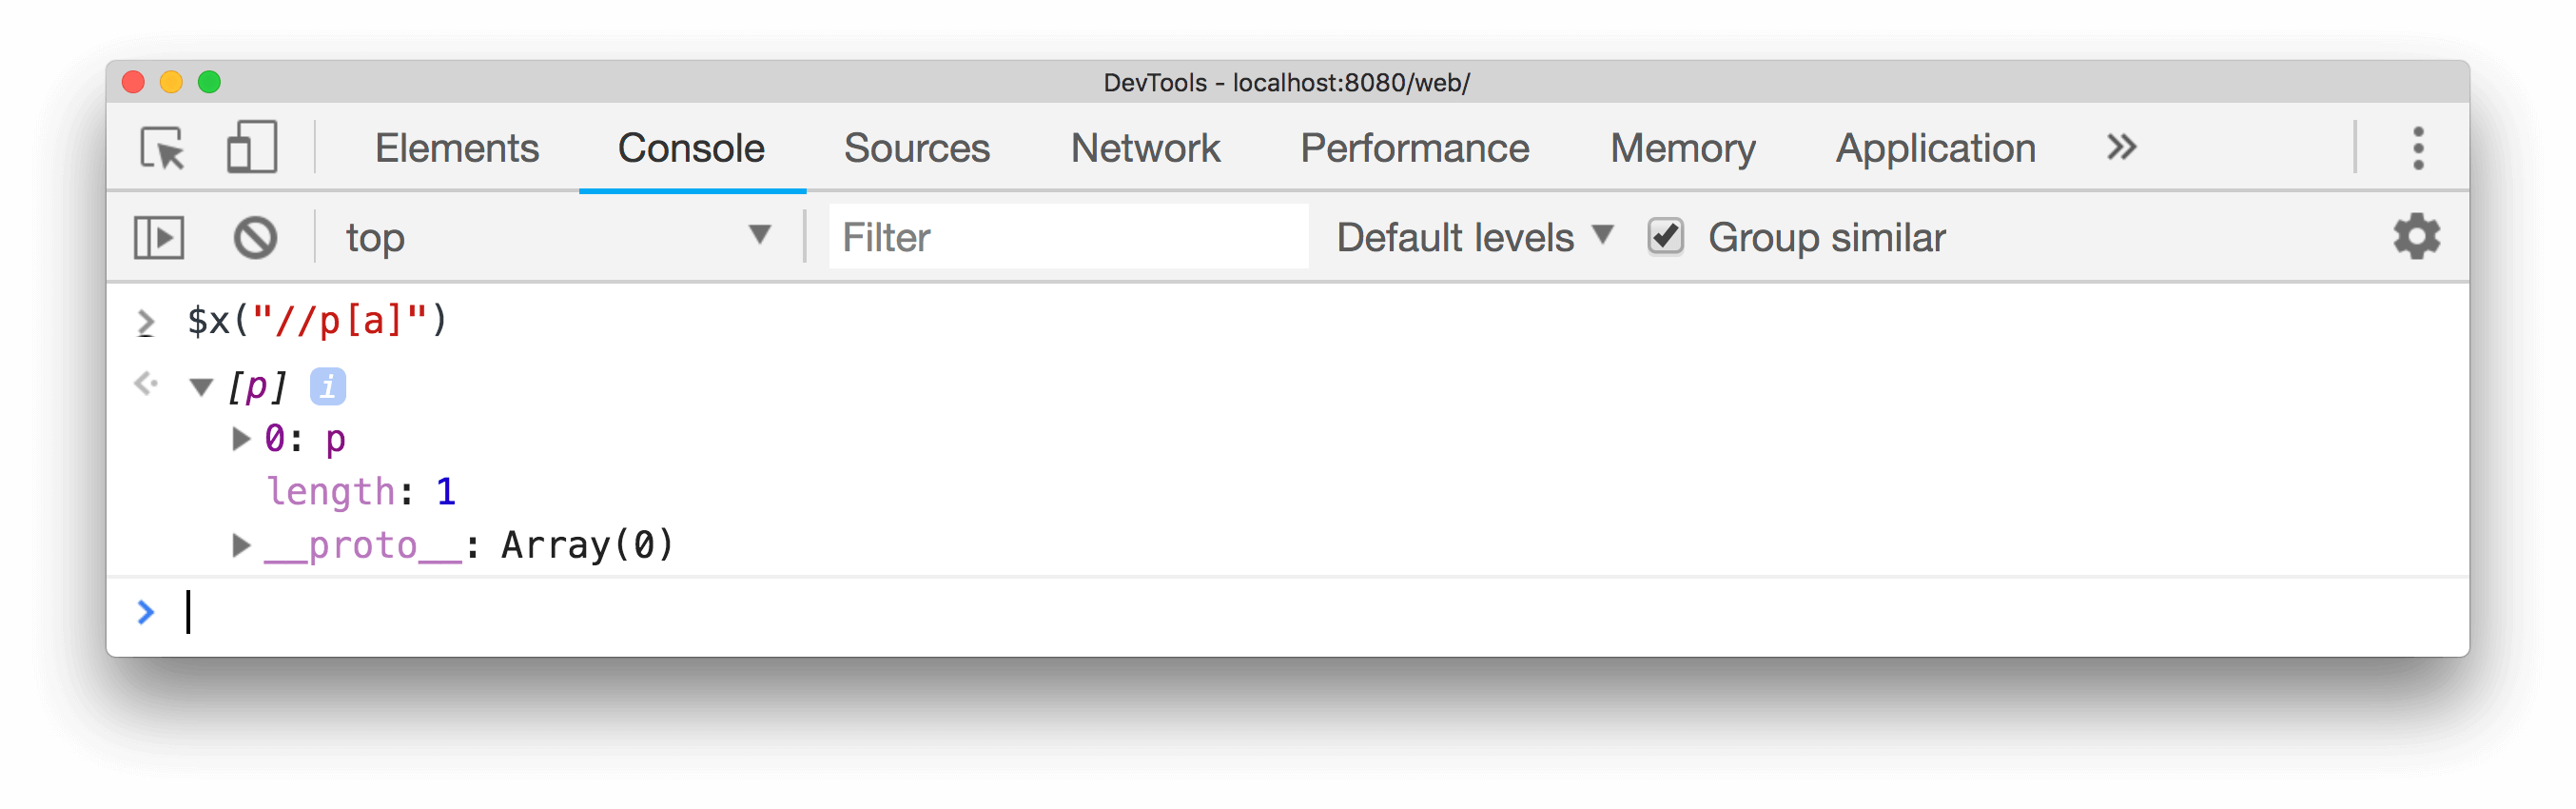 DevTools - localhost:8080/web/
Elements Console Sources Network Performance Memory Application »
top ▼ Filter Default levels ▼ Group similar
> $x("//p[a]")
<· ▼ [p] i
▶ 0: p
length: 1
▶ __proto__: Array(0)
>